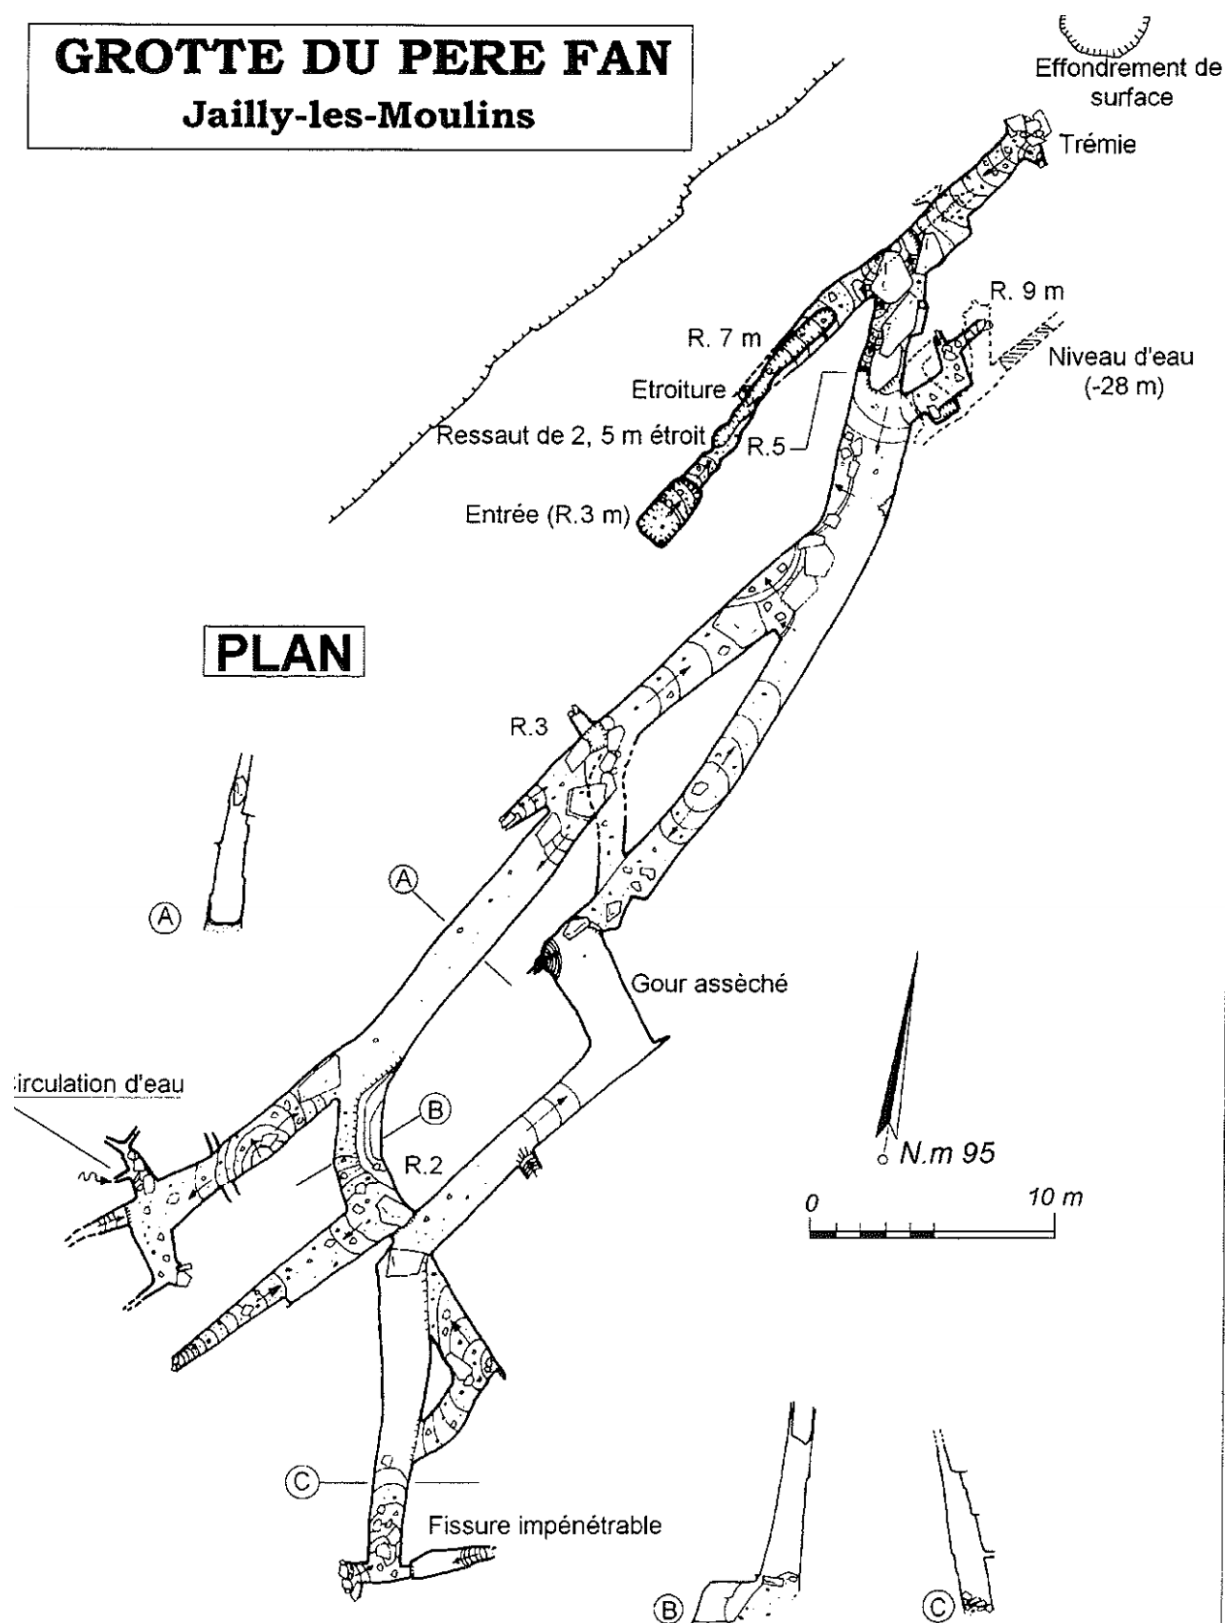 GROTTE DU PERE FAN
Jailly-les-Moulins
Effondrement de
surface
Trémie
R. 9 m
R. 7 m
Niveau d'eau
(-28 m)
Etroiture
Ressaut de 2, 5 m étroit
R.5
Entrée (R.3 m)
PLAN
R.3
A
A
Gour assèché
irculation d'eau
B
R.2
N.m 95
0
10 m
C
Fissure impénétrable
B
C